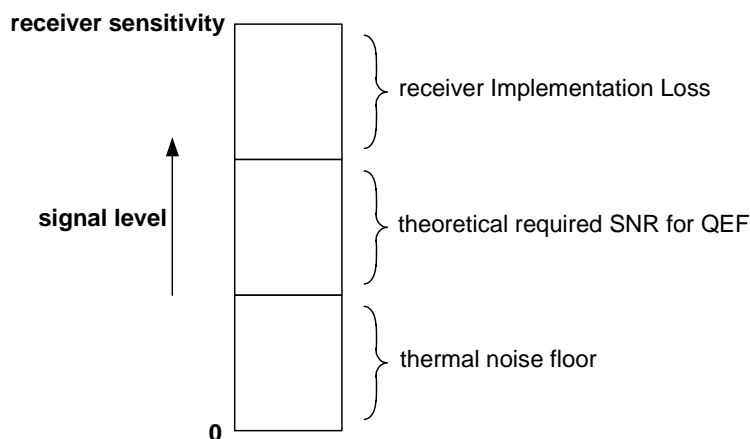 receiver sensitivity
receiver Implementation Loss
signal level
theoretical required SNR for QEF
thermal noise floor
0